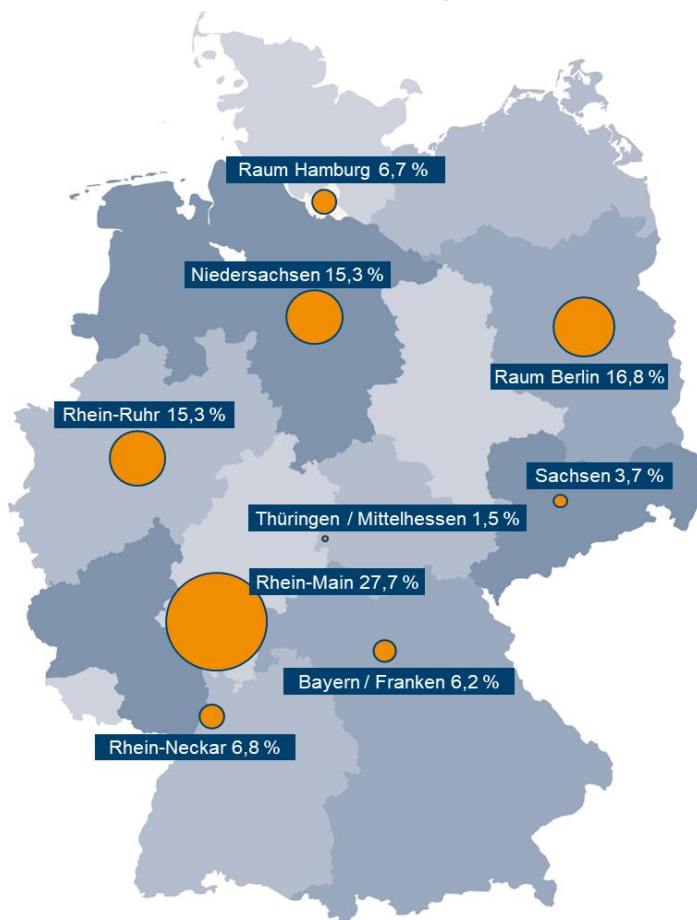 Raum Hamburg 6,7 %
Niedersachsen 15,3 %
Raum Berlin 16,8 %
Rhein-Ruhr 15,3 %
Sachsen 3,7 %
Thüringen / Mittelhessen 1,5 %
Rhein-Main 27,7 %
Bayern / Franken 6,2 %
Rhein-Neckar 6,8 %